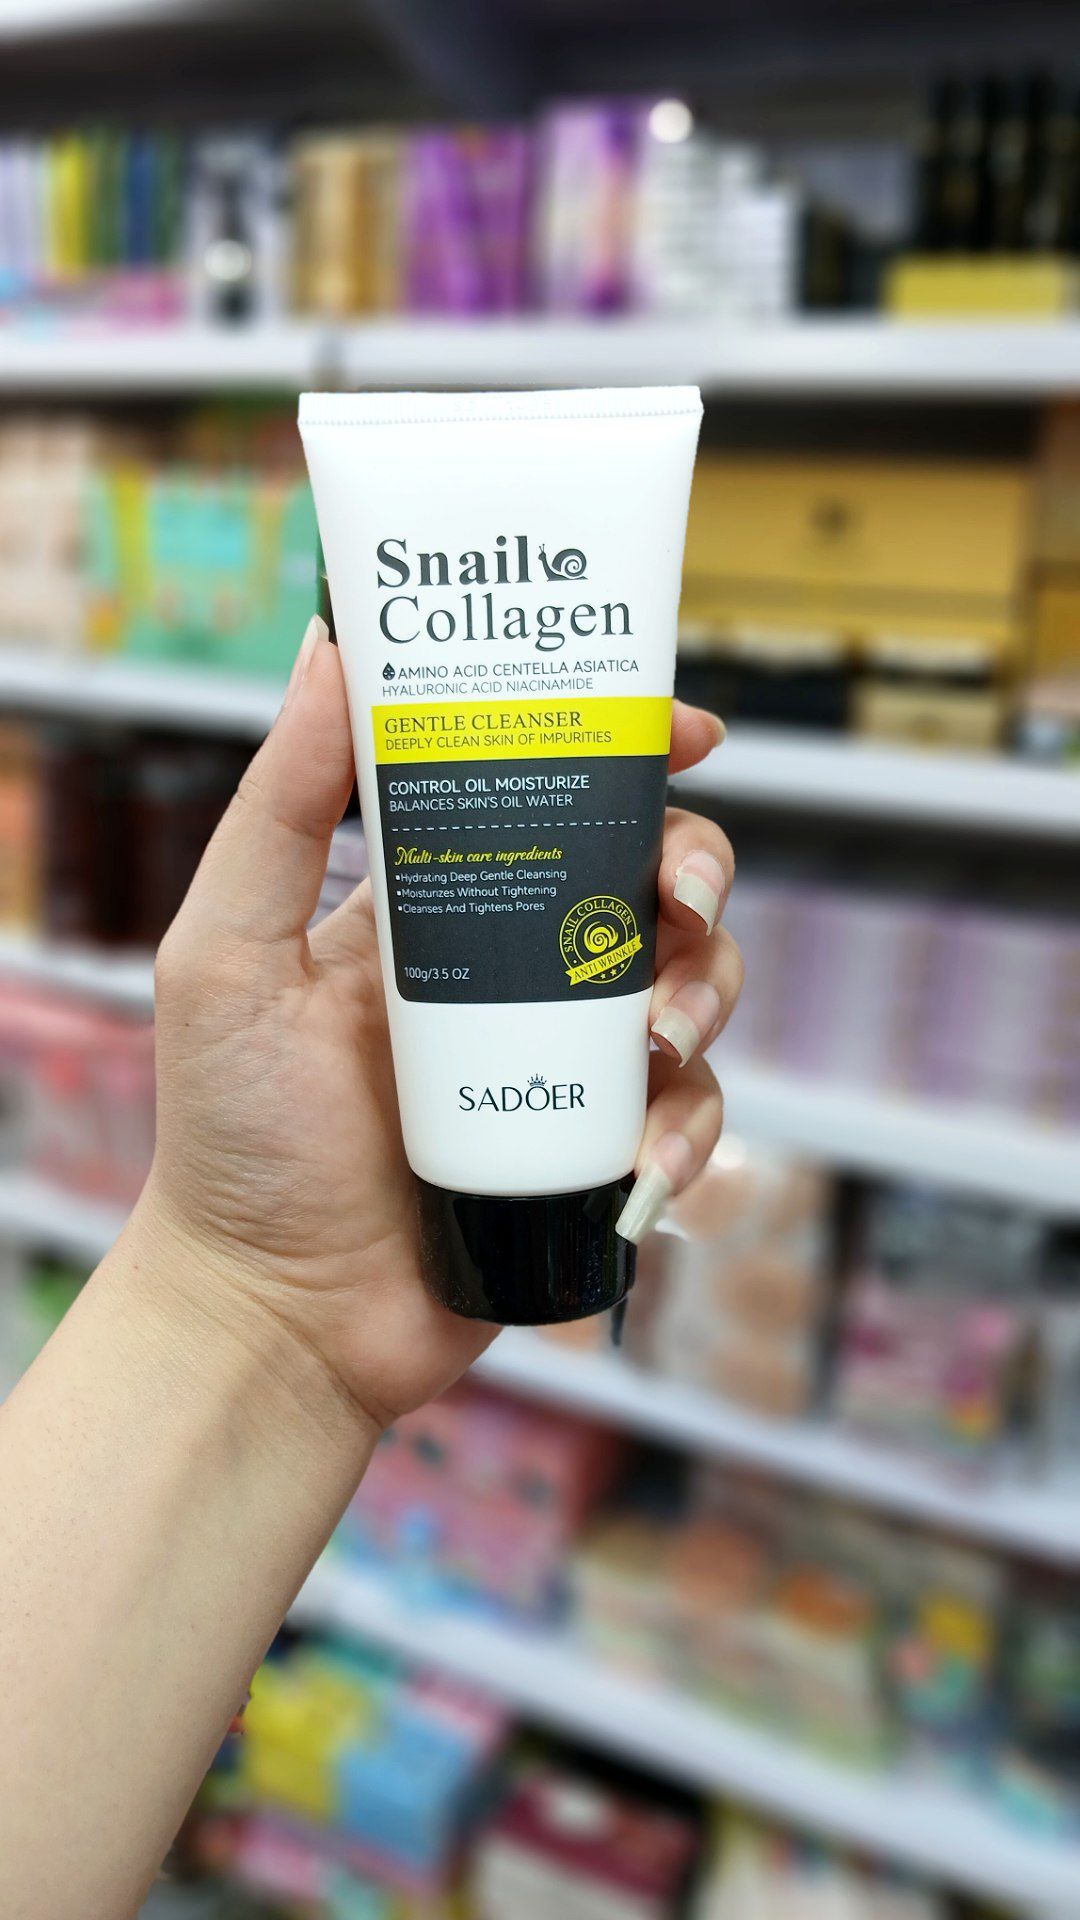 Snail
Collagen
AMINO ACID CENTELLA ASIATICA
HYALURONIC ACID NIACINAMIDE
GENTLE CLEANSER
DEEPLY CLEAN SKIN OF IMPURITIES
CONTROL OIL MOISTURIZE
BALANCES SKIN'S OIL WATER
Multi-skin care ingredients
▪Hydrating Deep Gentle Cleansing
▪Moisturizes Without Tightening
▪Cleanses And Tightens Pores
SNAIL COLLAGEN
ANTI WRINKLE
100g/3.5 OZ
SADOER